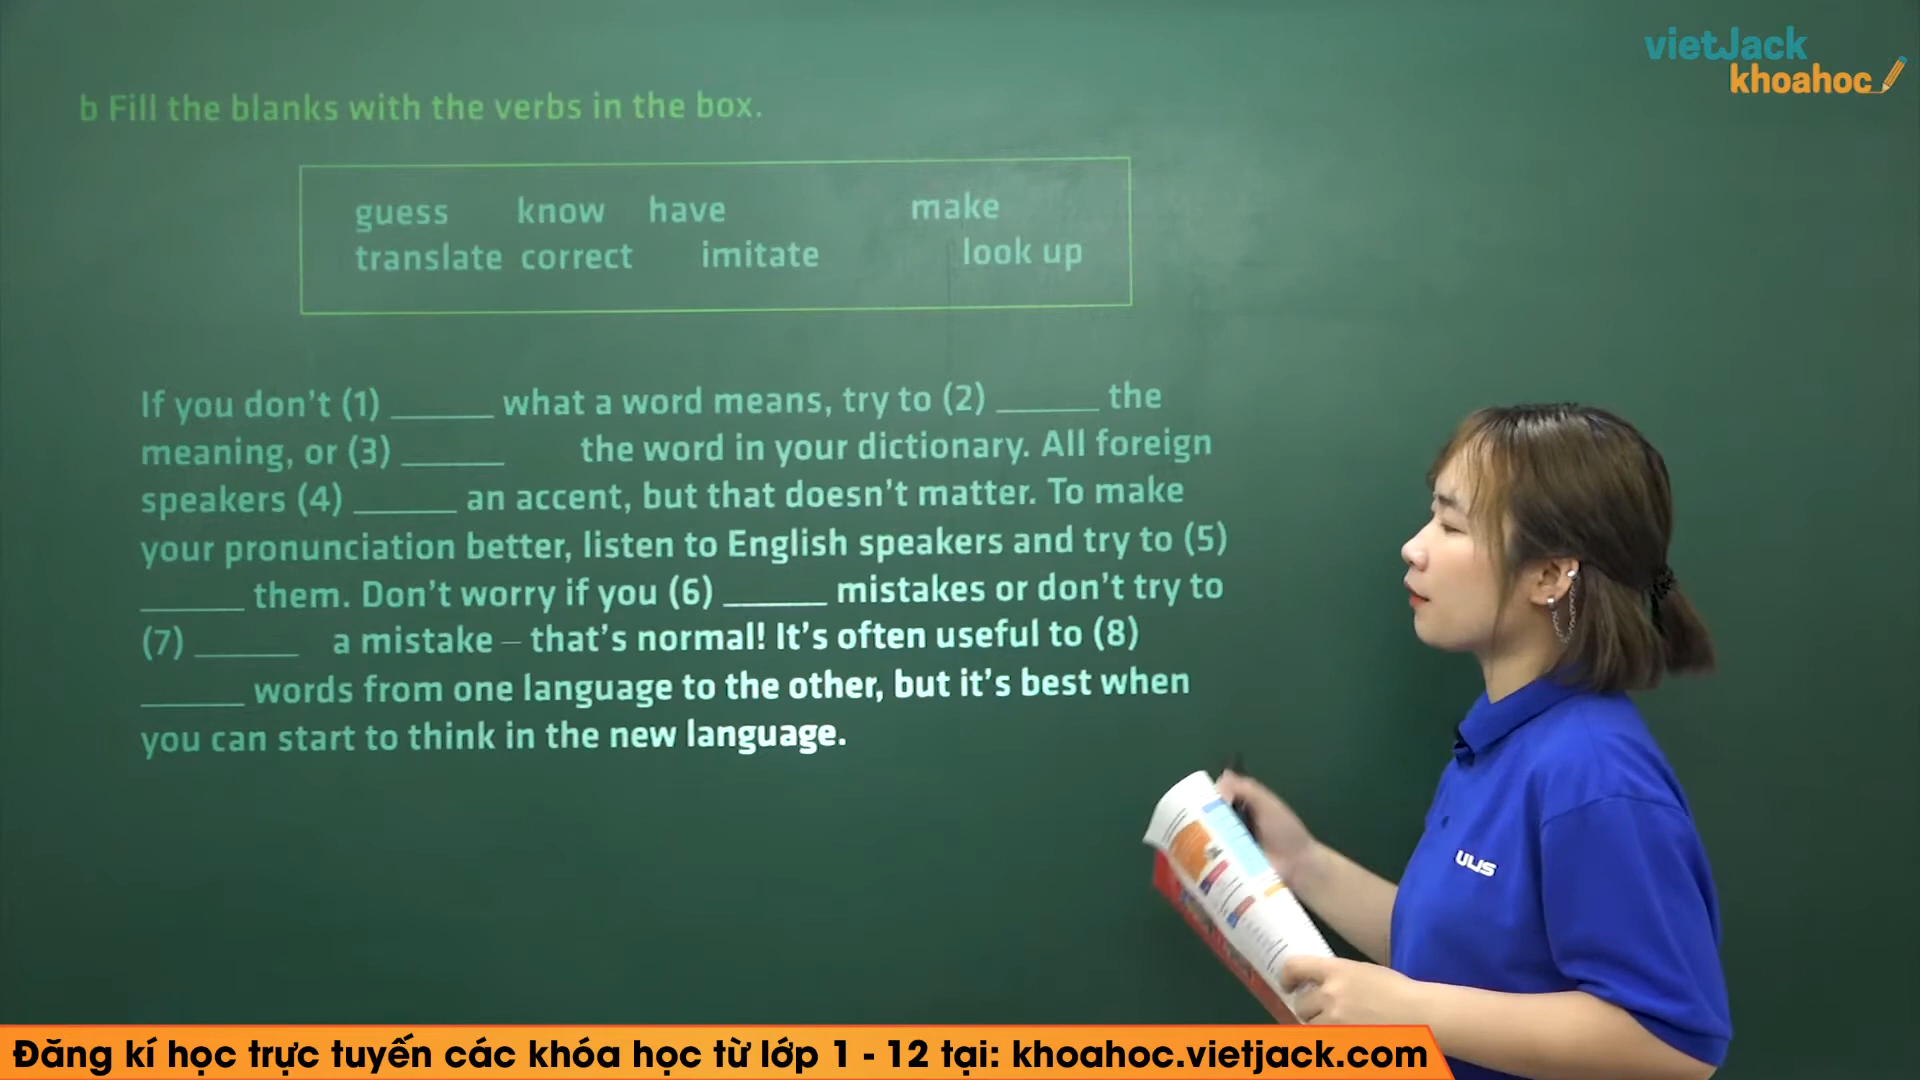 vietJack
khoahoc
b Fill the blanks with the verbs in the box.
guess know have make
translate correct imitate look up
If you don't (1) ______ what a word means, try to (2) ______ the
meaning, or (3) ______ the word in your dictionary. All foreign
speakers (4) ______ an accent, but that doesn't matter. To make
your pronunciation better, listen to English speakers and try to (5)
______ them. Don't worry if you (6) ______ mistakes or don't try to
(7) ______ a mistake – that's normal! It's often useful to (8)
______ words from one language to the other, but it's best when
you can start to think in the new language.
ULIS
Đăng kí học trực tuyến các khóa học từ lớp 1 - 12 tại: khoahoc.vietjack.com